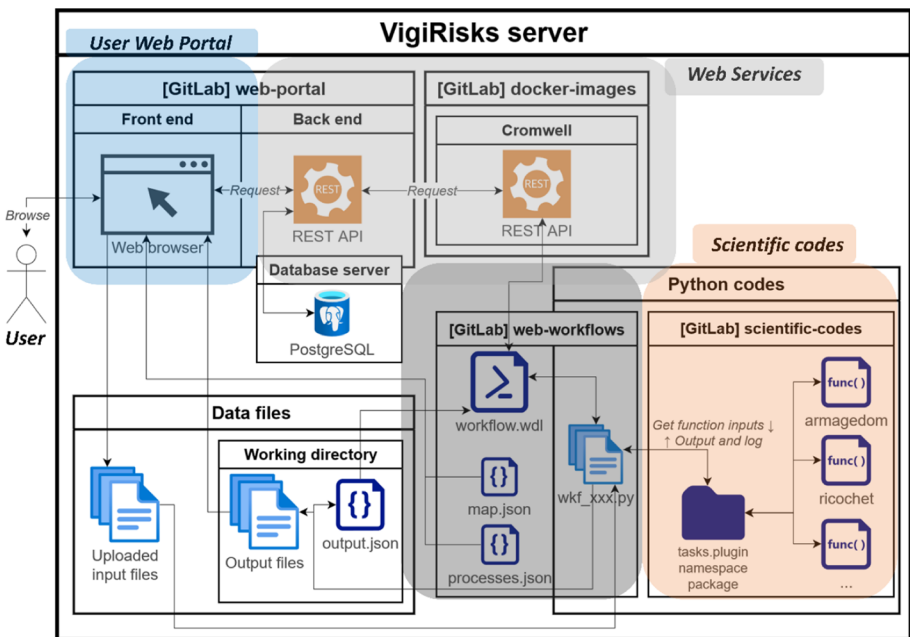 VigiRisks server
User Web Portal
Web Services
[GitLab] web-portal
[GitLab] docker-images
Front end
Back end
Cromwell
REST
REST
Request
Request
Browse
Web browser
REST API
REST API
User
Database server
PostgreSQL
Scientific codes
Python codes
[GitLab] web-workflows
[GitLab] scientific-codes
func( )
workflow.wdl
armagedom
Get function inputs ↓
↑ Output and log
Data files
Working directory
{ }
func( )
map.json
wkf_xxx.py
ricochet
Uploaded
input files
Output files
{ }
output.json
{ }
processes.json
tasks.plugin
namespace
package
func( )
...